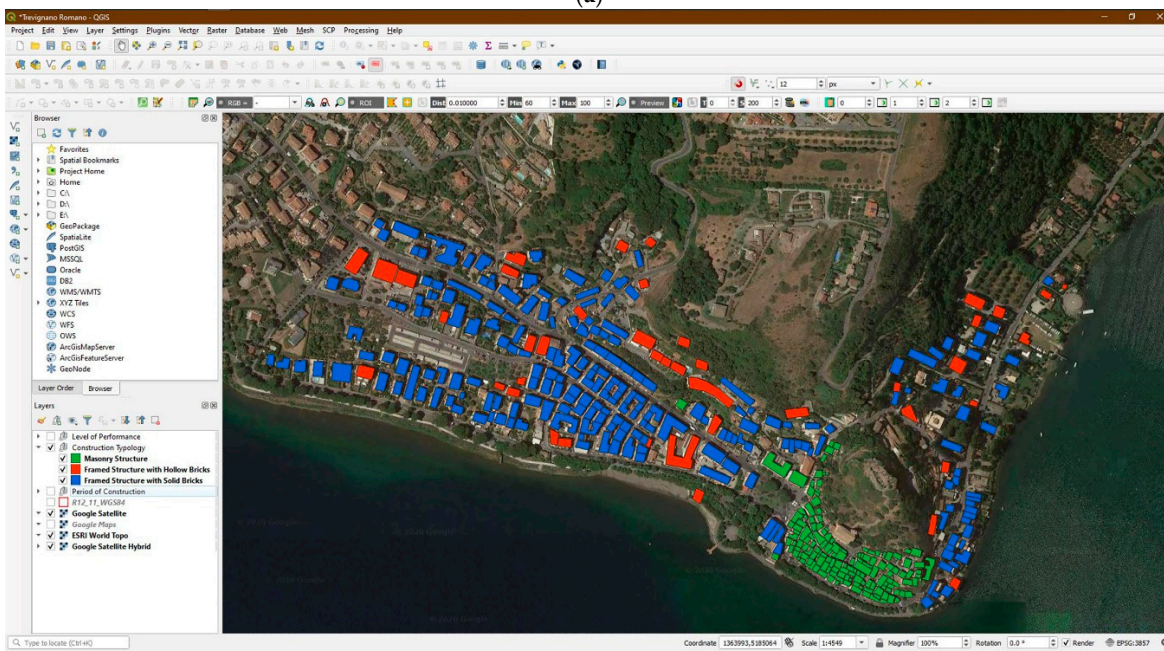 (a)
*Trevignano Romano - QGIS
Project Edit View Layer Settings Plugins Vector Raster Database Web Mesh SCP Processing Help
12 px
RGB = - ROI Dist 0.010000 Min 60 Max 100 Preview T 0 S 200 0 1 2
Browser
Favorites
Spatial Bookmarks
Project Home
Home
C:\
D:\
E:\
GeoPackage
SpatiaLite
PostGIS
MSSQL
Oracle
DB2
WMS/WMTS
XYZ Tiles
WCS
WFS
OWS
ArcGisMapServer
ArcGisFeatureServer
GeoNode
Layer Order Browser
Layers
Level of Performance
Construction Typology
Masonry Structure
Framed Structure with Hollow Bricks
Framed Structure with Solid Bricks
Period of Construction
R12_11_WGS84
Google Satellite
Google Maps
ESRI World Topo
Google Satellite Hybrid
Type to locate (Ctrl+K) Coordinate 1363993,5185064 Scale 1:4549 Magnifier 100% Rotation 0.0 ° Render EPSG:3857